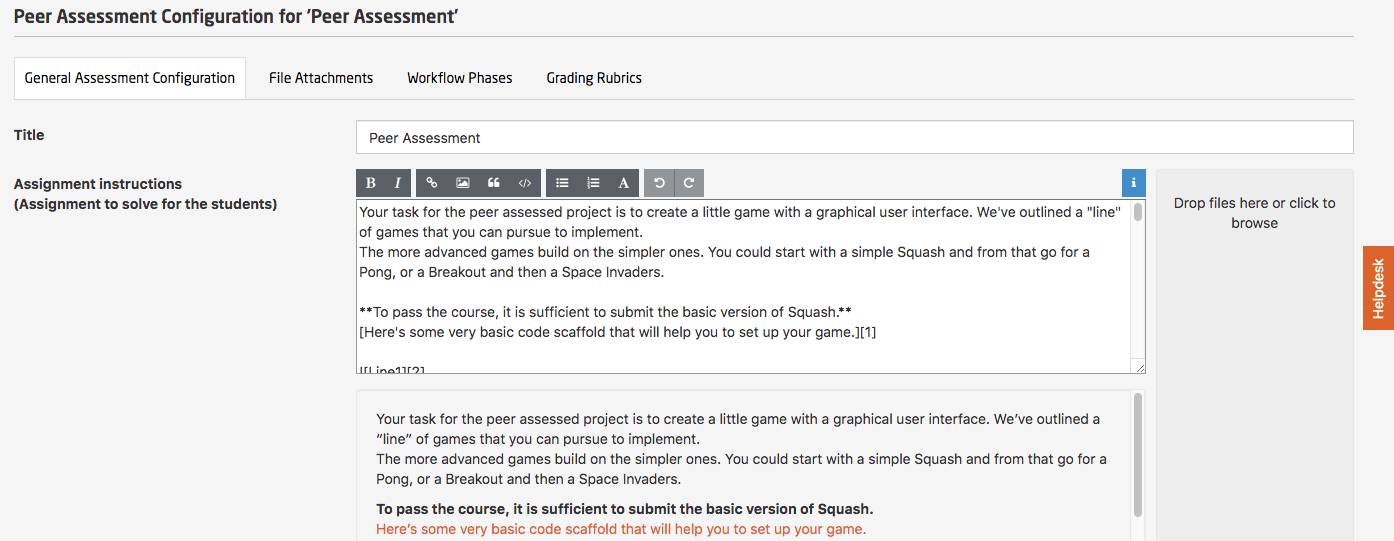 Peer Assessment Configuration for 'Peer Assessment'
General Assessment Configuration File Attachments Workflow Phases Grading Rubrics
Title
Peer Assessment
Assignment instructions
(Assignment to solve for the students)
B I </> A i
Your task for the peer assessed project is to create a little game with a graphical user interface. We've outlined a "line"
of games that you can pursue to implement.
The more advanced games build on the simpler ones. You could start with a simple Squash and from that go for a
Pong, or a Breakout and then a Space Invaders.
**To pass the course, it is sufficient to submit the basic version of Squash.**
[Here's some very basic code scaffold that will help you to set up your game.][1]
![Line1][2]
Drop files here or click to
browse
Helpdesk
Your task for the peer assessed project is to create a little game with a graphical user interface. We’ve outlined a
“line” of games that you can pursue to implement.
The more advanced games build on the simpler ones. You could start with a simple Squash and from that go for a
Pong, or a Breakout and then a Space Invaders.
To pass the course, it is sufficient to submit the basic version of Squash.
Here’s some very basic code scaffold that will help you to set up your game.